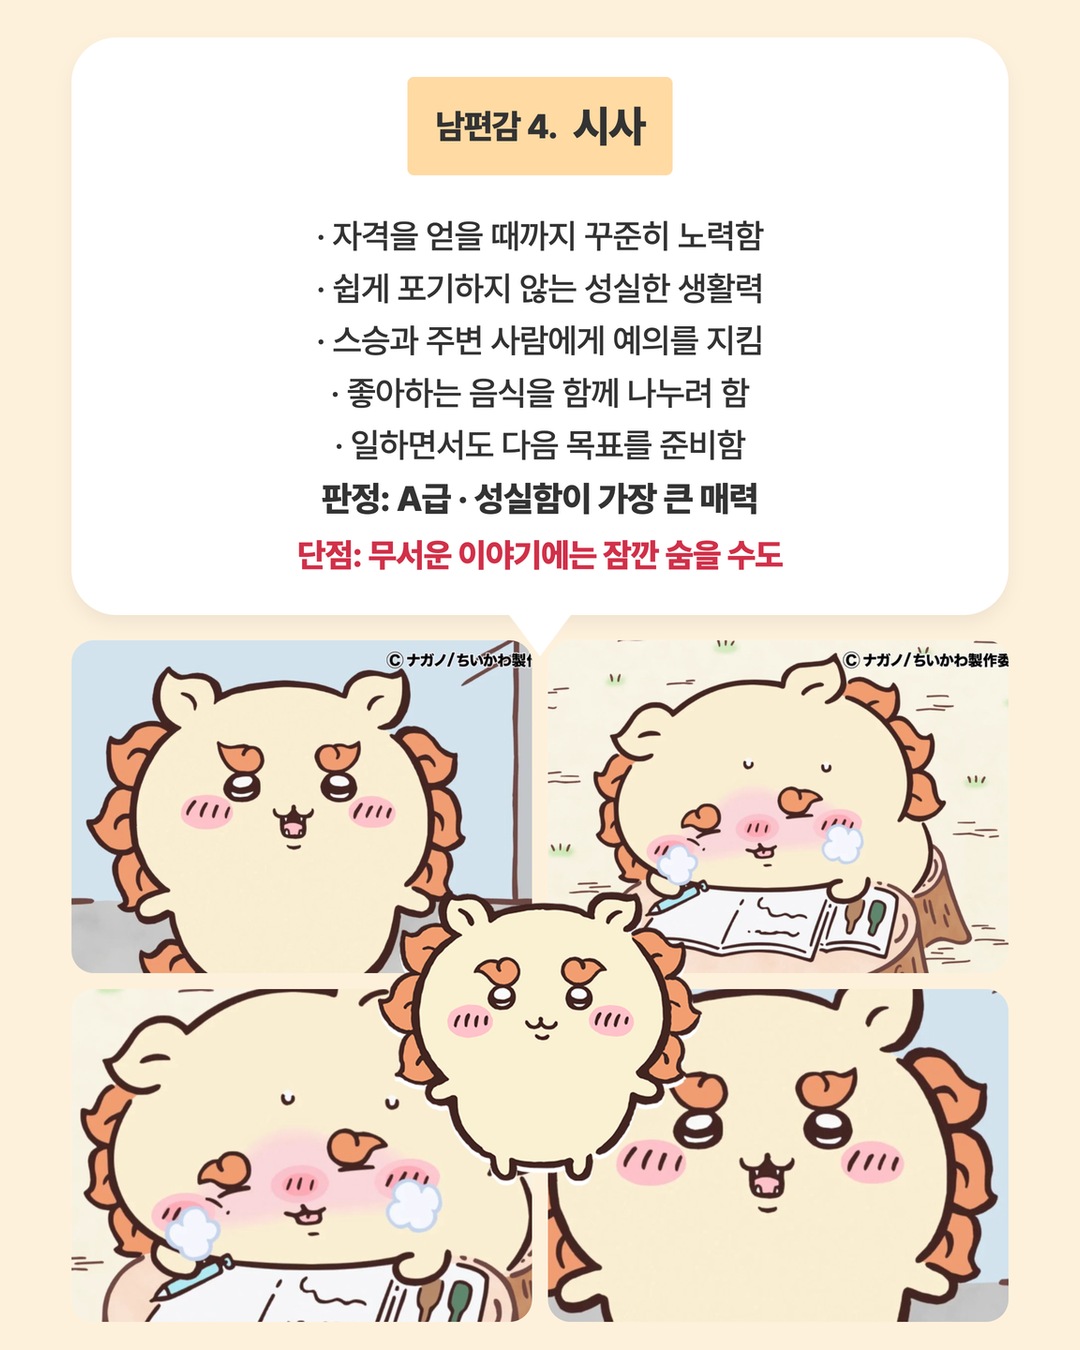 남편감 4. 시사
· 자격을 얻을 때까지 꾸준히 노력함
· 쉽게 포기하지 않는 성실한 생활력
· 스승과 주변 사람에게 예의를 지킴
· 좋아하는 음식을 함께 나누려 함
· 일하면서도 다음 목표를 준비함
판정: A급 · 성실함이 가장 큰 매력
단점: 무서운 이야기에는 잠깐 숨을 수도
© ナガノ/ちいかわ製作
© ナガノ/ちいかわ製作委